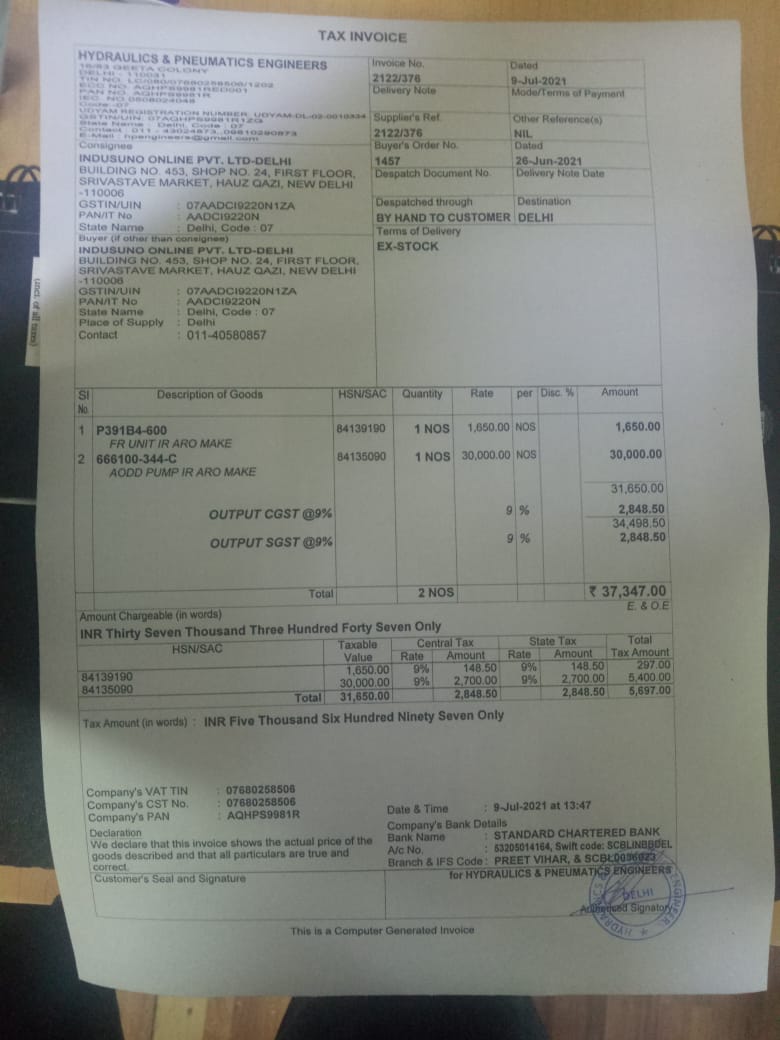 TAX INVOICE
HYDRAULICS & PNEUMATICS ENGINEERS
16/83 GEETA COLONY
DELHI - 110031
TIN NO. LC/080/07680258506/1202
ECC NO. AQHPS9981RED001
PAN NO. AQHPS9981R
IEC. NO.0508024048
Code -07
UDYAM REGISTRATION NUMBER: UDYAM-DL-02-0010334
GSTIN/UIN: 07AQHPS9981R1ZG
State Name : Delhi, Code : 07
Contact : 011 - 43024873, 09810290873
E-Mail : hpengineers@gmail.com
Invoice No.
2122/376
Dated
9-Jul-2021
Delivery Note
Mode/Terms of Payment
Supplier's Ref.
2122/376
Other Reference(s)
NIL
Buyer's Order No.
1457
Dated
26-Jun-2021
Despatch Document No.
Delivery Note Date
Despatched through
BY HAND TO CUSTOMER
Destination
DELHI
Terms of Delivery
EX-STOCK
Consignee
INDUSUNO ONLINE PVT. LTD-DELHI
BUILDING NO. 453, SHOP NO. 24, FIRST FLOOR,
SRIVASTAVE MARKET, HAUZ QAZI, NEW DELHI
-110006
GSTIN/UIN : 07AADCI9220N1ZA
PAN/IT No : AADCI9220N
State Name : Delhi, Code : 07
Buyer (if other than consignee)
INDUSUNO ONLINE PVT. LTD-DELHI
BUILDING NO. 453, SHOP NO. 24, FIRST FLOOR,
SRIVASTAVE MARKET, HAUZ QAZI, NEW DELHI
-110006
GSTIN/UIN : 07AADCI9220N1ZA
PAN/IT No : AADCI9220N
State Name : Delhi, Code : 07
Place of Supply : Delhi
Contact : 011-40580857
(incl. of all taxes)
Sl No. Description of Goods HSN/SAC Quantity Rate per Disc. % Amount
1 P391B4-600 84139190 1 NOS 1,650.00 NOS 1,650.00
FR UNIT IR ARO MAKE
2 666100-344-C 84135090 1 NOS 30,000.00 NOS 30,000.00
AODD PUMP IR ARO MAKE
31,650.00
OUTPUT CGST @9% 9 % 2,848.50
34,498.50
OUTPUT SGST @9% 9 % 2,848.50
Total 2 NOS ₹ 37,347.00
E. & O.E
Amount Chargeable (in words)
INR Thirty Seven Thousand Three Hundred Forty Seven Only
HSN/SAC Taxable Value Central Tax Rate Amount State Tax Rate Amount Total Tax Amount
84139190 1,650.00 9% 148.50 9% 148.50 297.00
84135090 30,000.00 9% 2,700.00 9% 2,700.00 5,400.00
Total 31,650.00 2,848.50 2,848.50 5,697.00
Tax Amount (in words) : INR Five Thousand Six Hundred Ninety Seven Only
Company's VAT TIN : 07680258506
Company's CST No. : 07680258506
Company's PAN : AQHPS9981R
Date & Time : 9-Jul-2021 at 13:47
Company's Bank Details
Bank Name : STANDARD CHARTERED BANK
A/c No. : 53205014164, Swift code: SCBLINBBDEL
Branch & IFS Code : PREET VIHAR, & SCBL0036023
Declaration
We declare that this invoice shows the actual price of the
goods described and that all particulars are true and
correct.
Customer's Seal and Signature
for HYDRAULICS & PNEUMATICS ENGINEERS
DELHI
Authorised Signatory
This is a Computer Generated Invoice